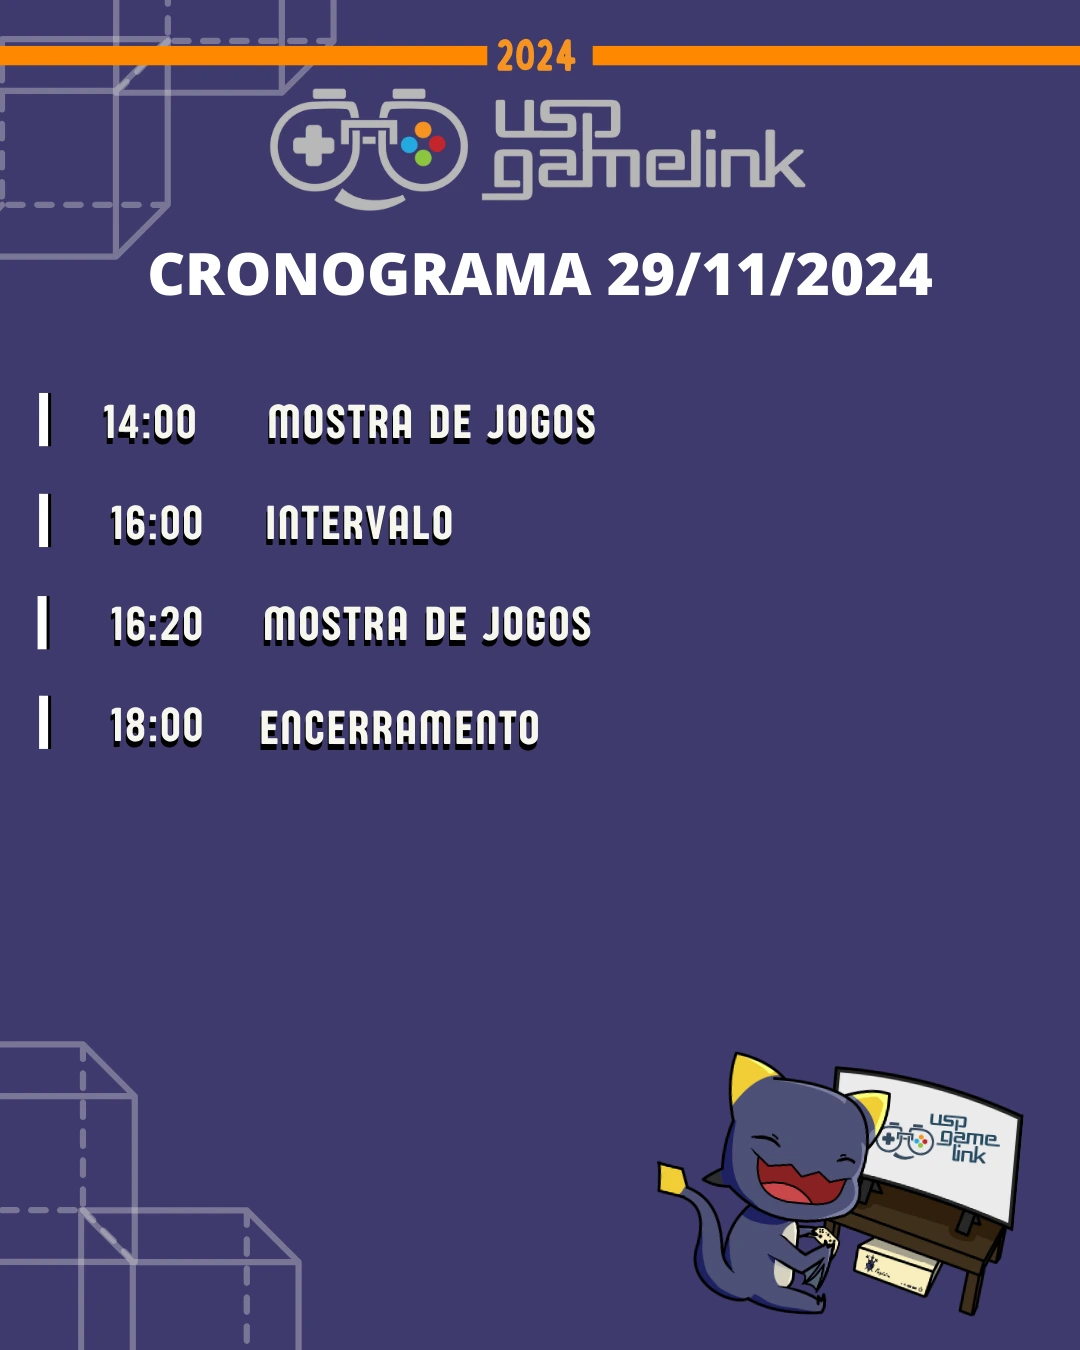 2024
usp
gamelink
CRONOGRAMA 29/11/2024
14:00 MOSTRA DE JOGOS
16:00 INTERVALO
16:20 MOSTRA DE JOGOS
18:00 ENCERRAMENTO
usp
game
link